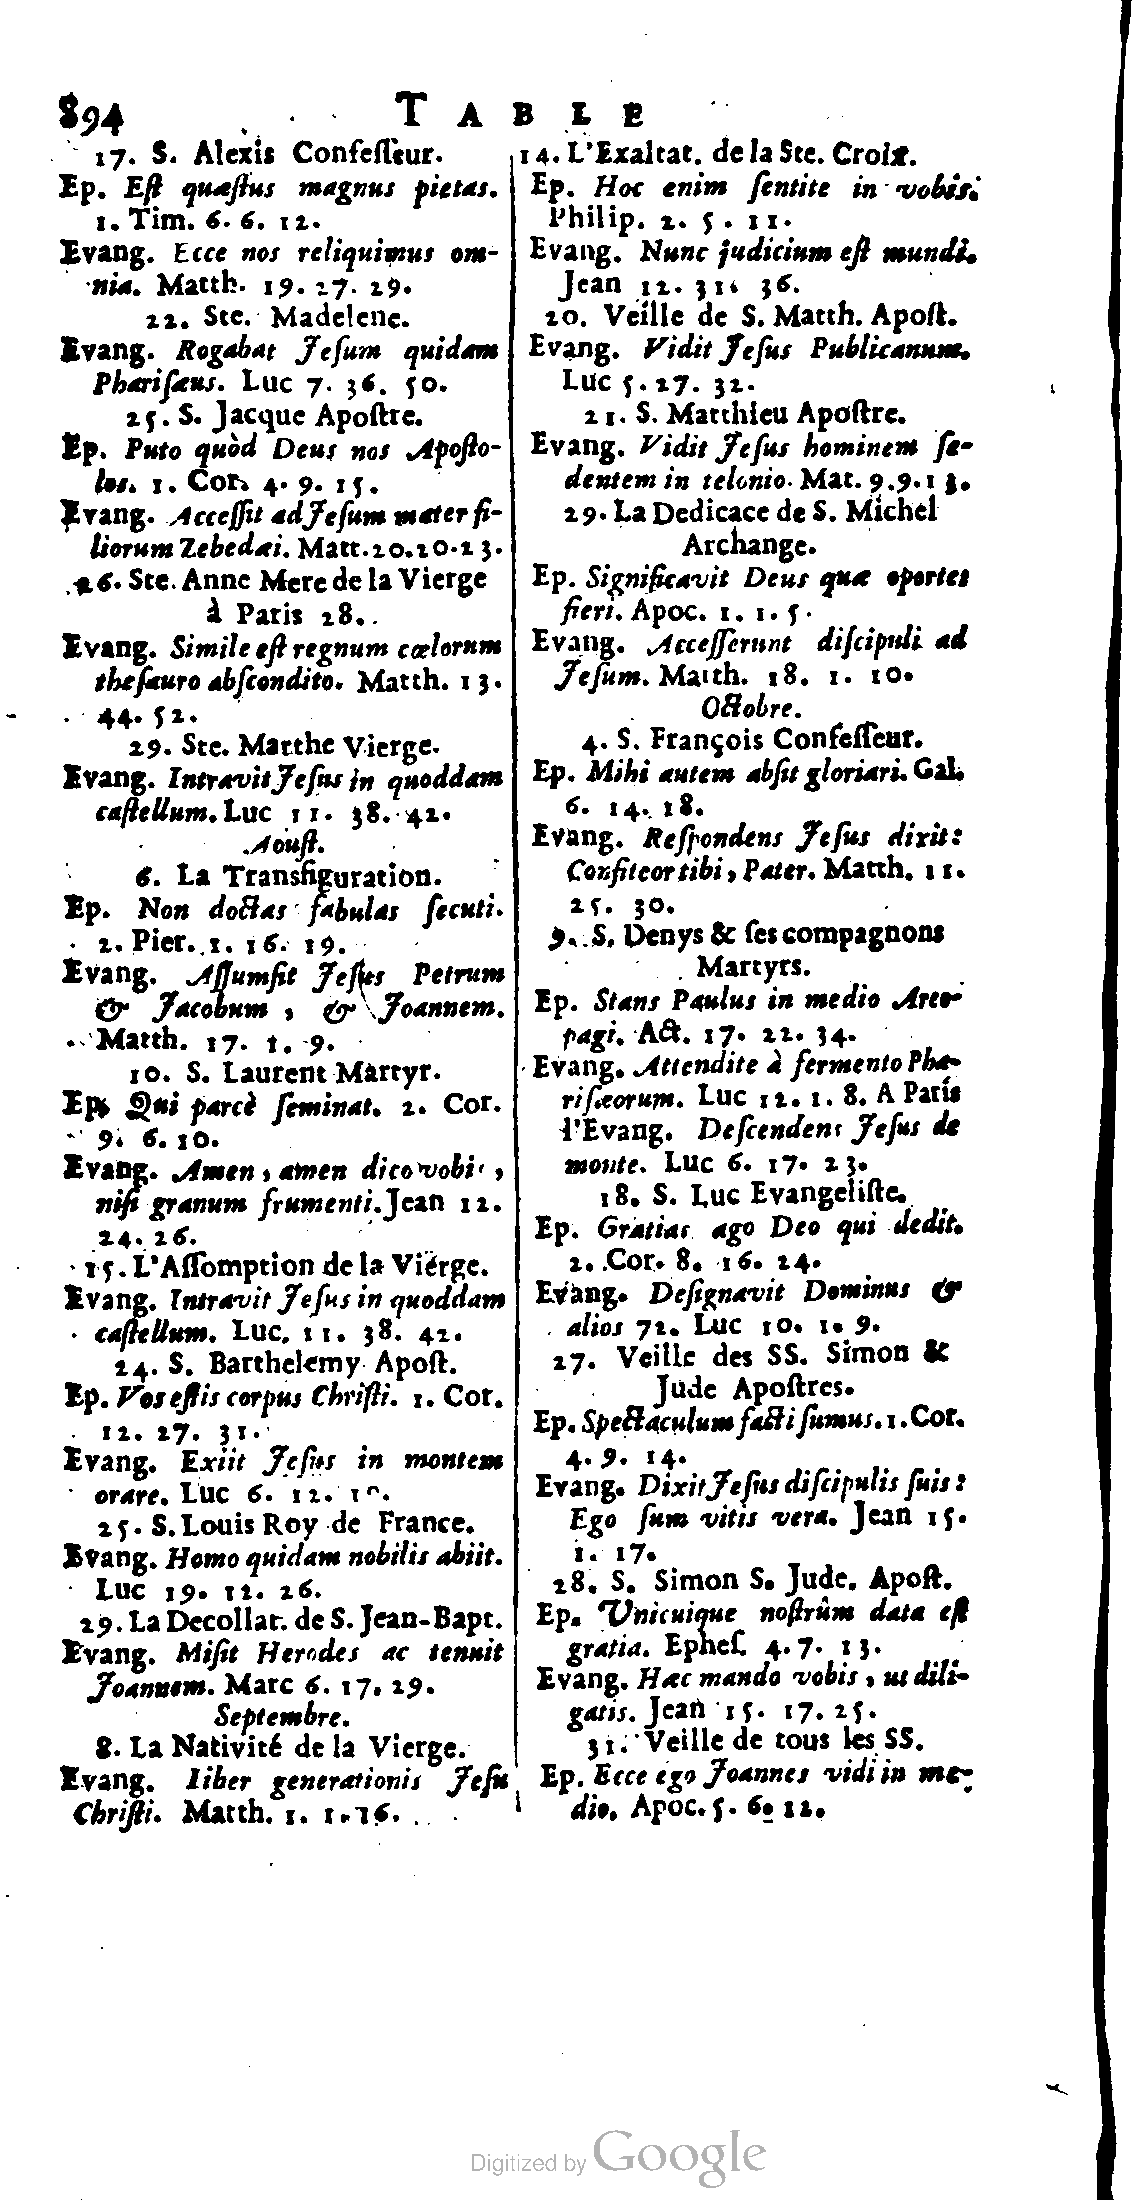 894 TABLE
17. S. Alexis Confeſſeur.
Ep. Eſt quæſtus magnus pietas.
1. Tim. 6. 6. 12.
Evang. Ecce nos reliquimus om-
nia. Matth. 19. 27. 29.
22. Ste. Madelene.
Evang. Rogabat Jeſum quidam
Phariſæus. Luc 7. 36. 50.
25. S. Jacque Apoſtre.
Ep. Puto quòd Deus nos Apoſto-
los. 1. Cor. 4. 9. 15.
Evang. Acceſſit ad Jeſum mater fi-
liorum Zebedæi. Matt. 20. 20. 23.
26. Ste. Anne Mere de la Vierge
à Paris 28.
Evang. Simile eſt regnum cœlorum
theſauro abſcondito. Matth. 13.
44. 52.
29. Ste. Marthe Vierge.
Evang. Intravit Jeſus in quoddam
caſtellum. Luc 11. 38. 42.
Aouſt.
6. La Transfiguration.
Ep. Non doctas fabulas ſecuti.
2. Pier. 1. 16. 19.
Evang. Aſſumſit Jeſus Petrum
& Jacobum, & Joannem.
Matth. 17. 1. 9.
10. S. Laurent Martyr.
Ep. Qui parcè ſeminat. 2. Cor.
9. 6. 10.
Evang. Amen, amen dico vobis,
niſi granum frumenti. Jean 12.
24. 26.
15. L'Aſſomption de la Vierge.
Evang. Intravit Jeſus in quoddam
caſtellum. Luc. 11. 38. 42.
24. S. Barthelemy Apoſt.
Ep. Vos eſtis corpus Chriſti. 1. Cor.
12. 27. 31.
Evang. Exiit Jeſus in montem
orare. Luc 6. 12.
25. S. Louis Roy de France.
Evang. Homo quidam nobilis abiit.
Luc 19. 12. 26.
29. La Decollat. de S. Jean-Bapt.
Evang. Miſit Herodes ac tenuit
Joannem. Marc 6. 17. 29.
Septembre.
8. La Nativité de la Vierge.
Evang. Liber generationis Jeſu
Chriſti. Matth. 1. 1. 16.
14. L'Exaltat. de la Ste. Croix.
Ep. Hoc enim ſentite in vobis.
Philip. 2. 5. 11.
Evang. Nunc judicium eſt mundi.
Jean 12. 31. 36.
20. Veille de S. Matth. Apoſt.
Evang. Vidit Jeſus Publicanum.
Luc 5. 27. 32.
21. S. Matthieu Apoſtre.
Evang. Vidit Jeſus hominem ſe-
dentem in telonio. Mat. 9. 9. 13.
29. La Dedicace de S. Michel
Archange.
Ep. Significavit Deus quæ oportet
fieri. Apoc. 1. 1. 5.
Evang. Acceſſerunt diſcipuli ad
Jeſum. Matth. 18. 1. 10.
Octobre.
4. S. François Confeſſeur.
Ep. Mihi autem abſit gloriari. Gal.
6. 14. 18.
Evang. Reſpondens Jeſus dixit:
Confiteor tibi, Pater. Matth. 11.
25. 30.
9. S. Denys & ſes compagnons
Martyrs.
Ep. Stans Paulus in medio Areo-
pagi. Act. 17. 22. 34.
Evang. Attendite à fermento Pha-
riſæorum. Luc 12. 1. 8. A Paris
l'Evang. Deſcendens Jeſus de
monte. Luc 6. 17. 23.
18. S. Luc Evangeliſte.
Ep. Gratias ago Deo qui dedit.
2. Cor. 8. 16. 24.
Evang. Deſignavit Dominus &
alios 72. Luc 10. 1. 9.
27. Veille des SS. Simon &
Jude Apoſtres.
Ep. Spectaculum facti ſumus. 1. Cor.
4. 9. 14.
Evang. Dixit Jeſus diſcipulis ſuis:
Ego ſum vitis vera. Jean 15.
1. 17.
28. S. Simon S. Jude. Apoſt.
Ep. Unicuique noſtrûm data eſt
gratia. Epheſ. 4. 7. 13.
Evang. Hæc mando vobis, ut dili-
gatis. Jean 15. 17. 25.
31. Veille de tous les SS.
Ep. Ecce ego Joannes vidi in me-
dio. Apoc. 5. 6. 12.
Digitized by Google